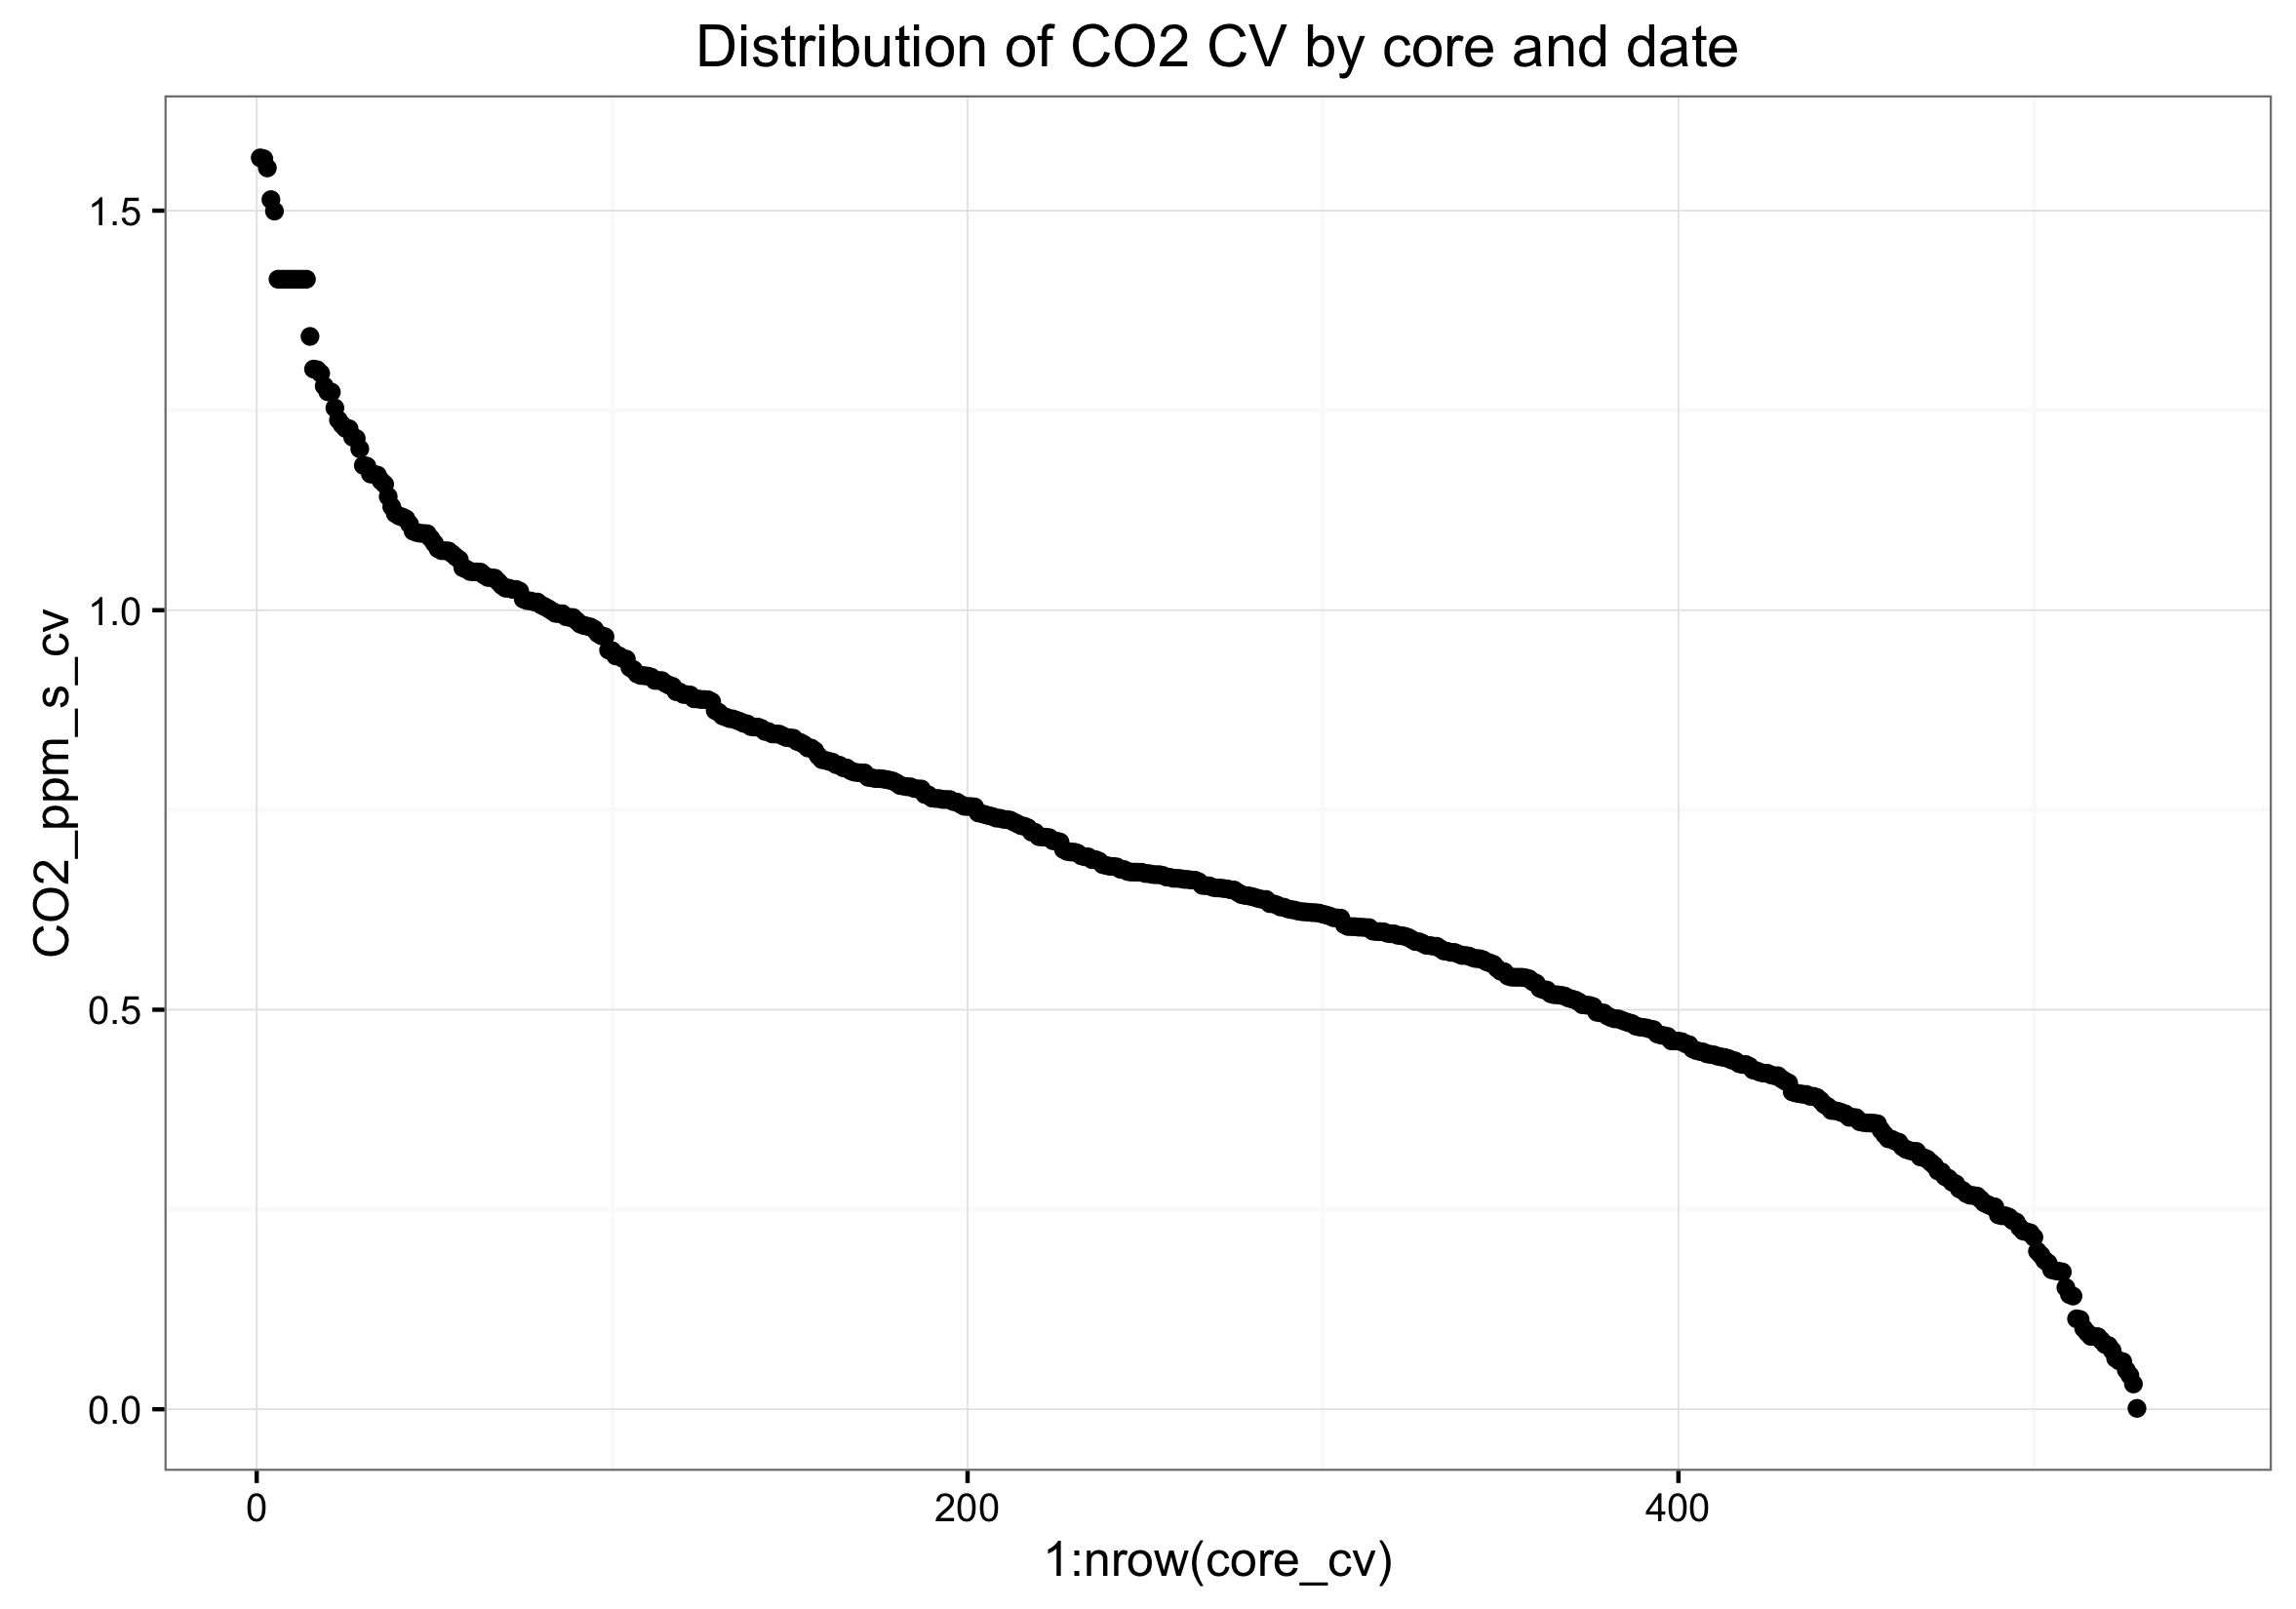 Distribution of CO2 CV by core and date
CO2_ppm_s_cv
1.5
1.0
0.5
0.0
0
200
400
1:nrow(core_cv)